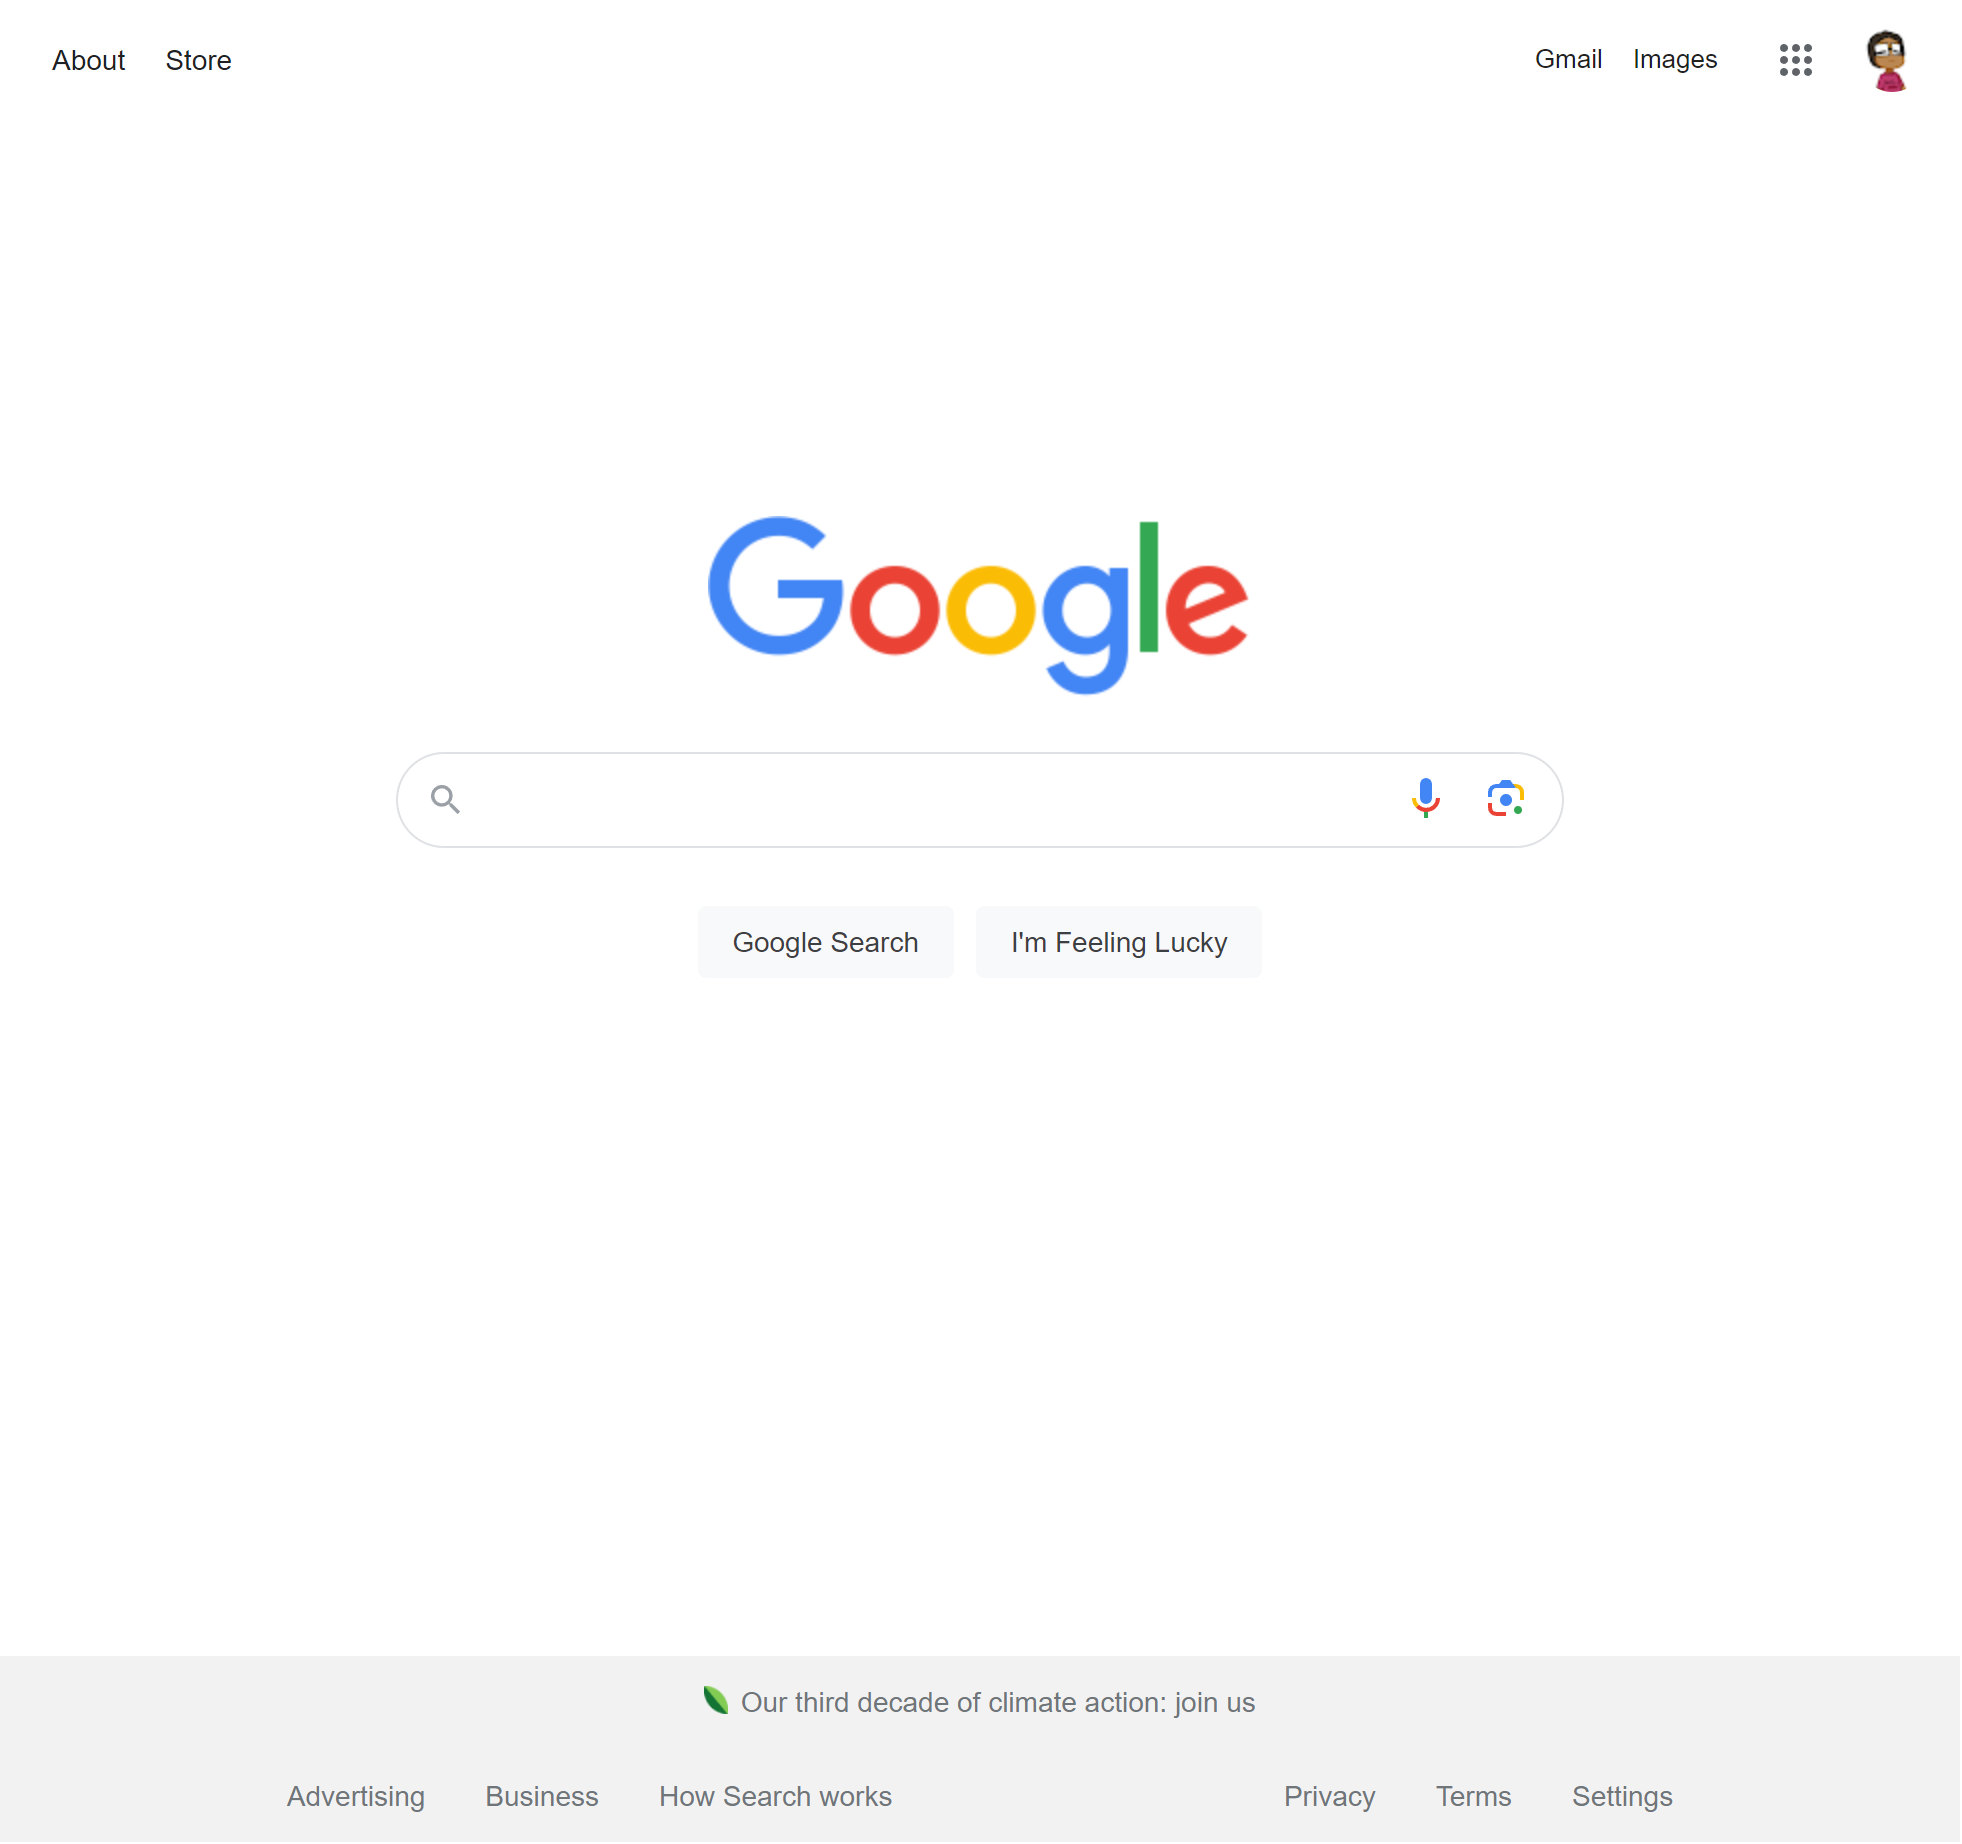 About Store Gmail Images
Google
Google Search I'm Feeling Lucky
Our third decade of climate action: join us
Advertising Business How Search works Privacy Terms Settings